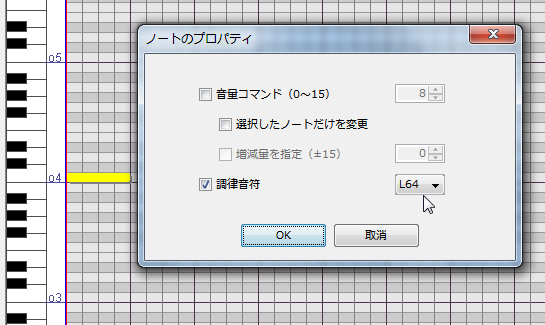 ノートのプロパティ
o5
音量コマンド（0～15）
8
選択したノートだけを変更
増減量を指定（±15）
0
o4
調律音符
L64
OK
取消
o3